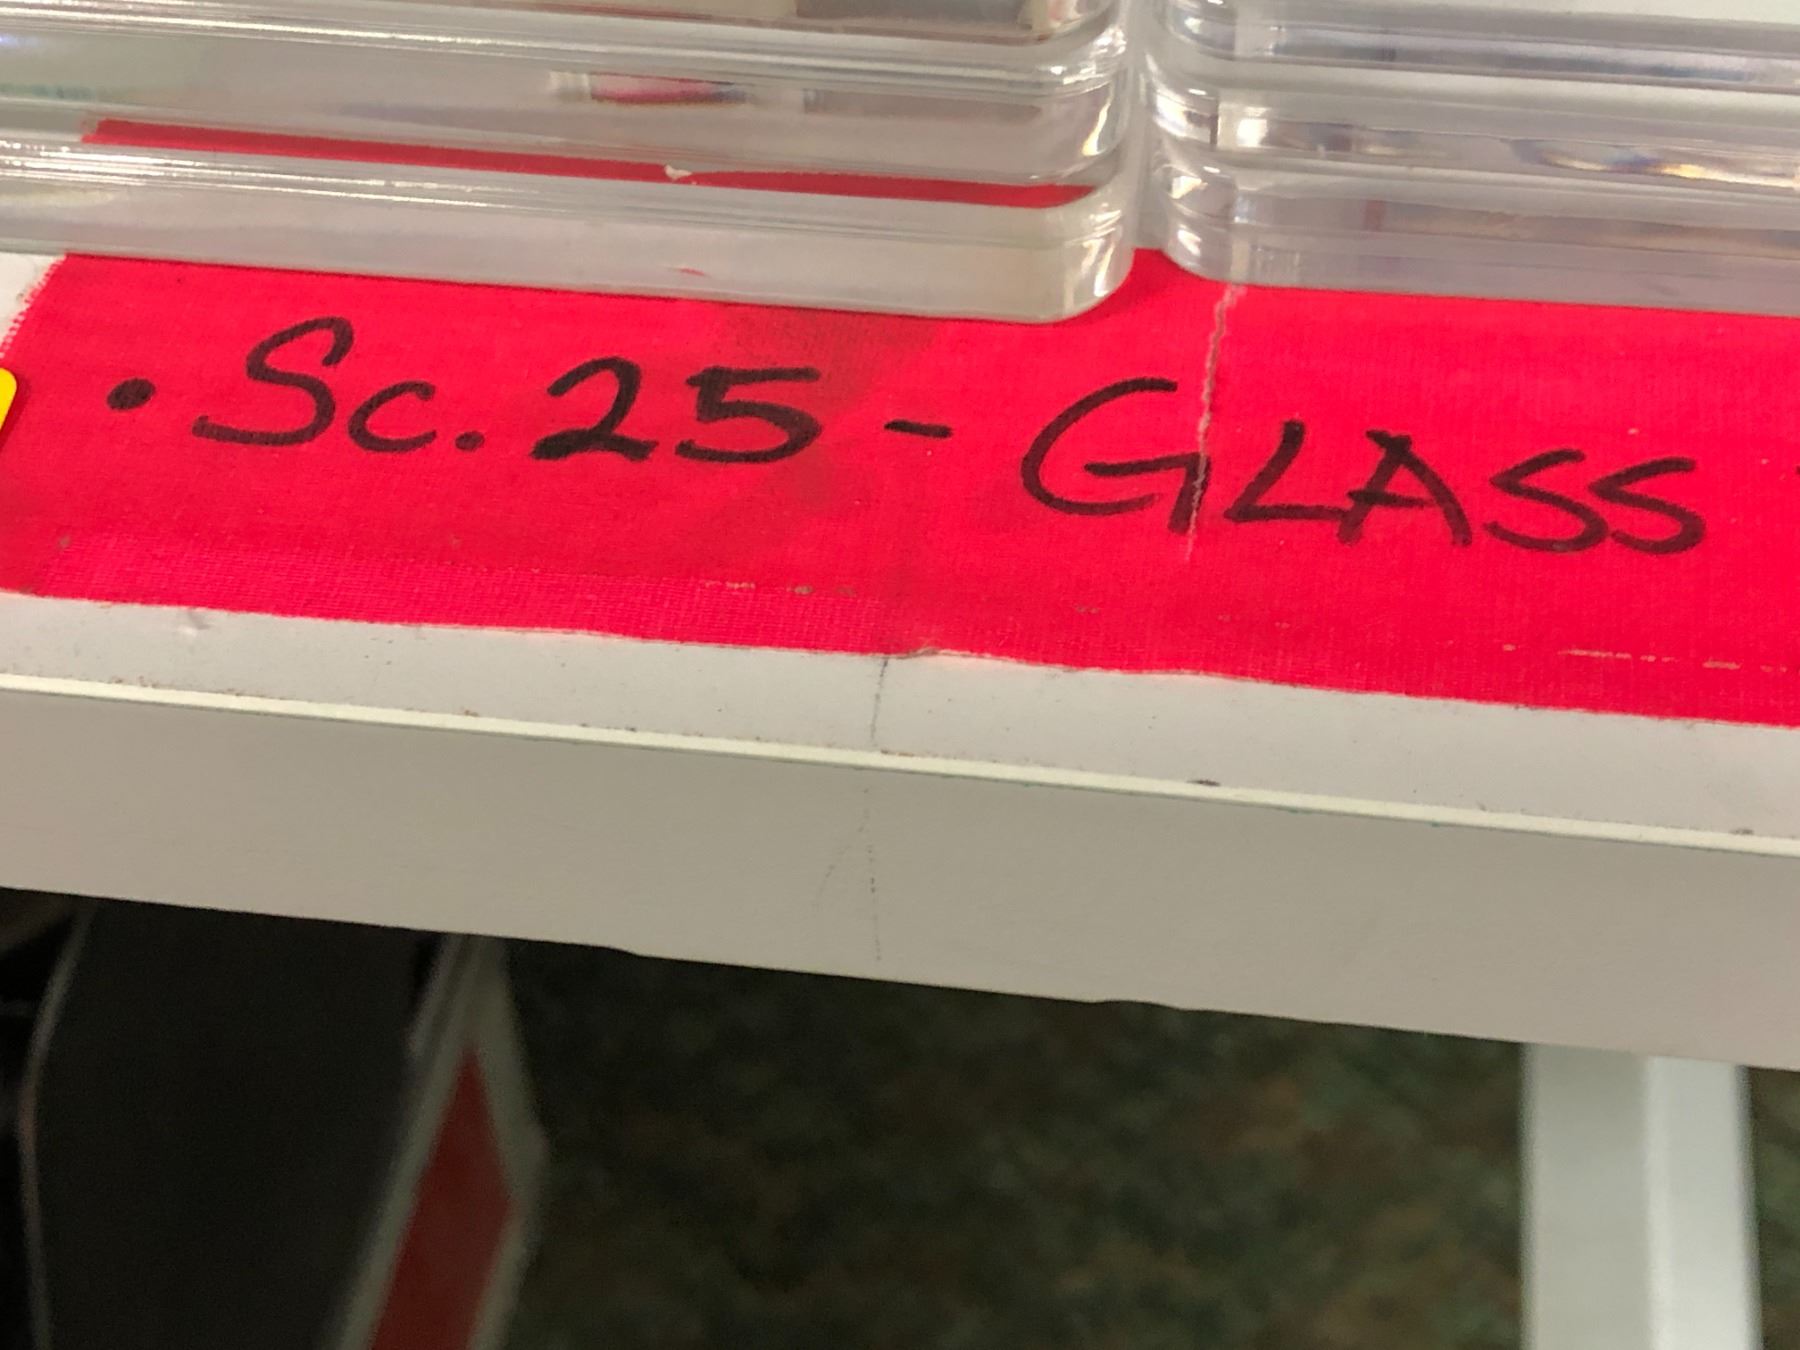 • Sc. 25 - GLASS -